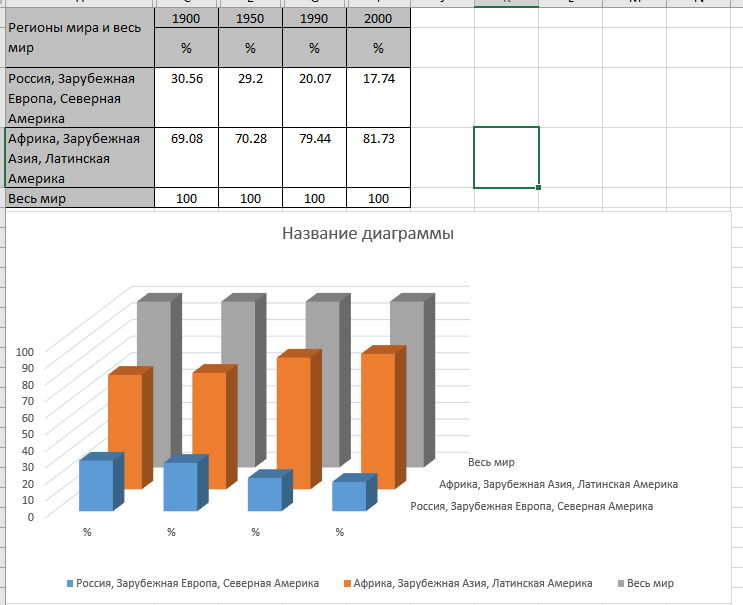 1900 1950 1990 2000
Регионы мира и весь
мир
% % % %
Россия, Зарубежная 30.56 29.2 20.07 17.74
Европа, Северная
Америка
Африка, Зарубежная 69.08 70.28 79.44 81.73
Азия, Латинская
Америка
Весь мир 100 100 100 100
Название диаграммы
100
90
80
70
60
50
40
30
20
10
0
Весь мир
Африка, Зарубежная Азия, Латинская Америка
Россия, Зарубежная Европа, Северная Америка
% % % %
Россия, Зарубежная Европа, Северная Америка Африка, Зарубежная Азия, Латинская Америка Весь мир